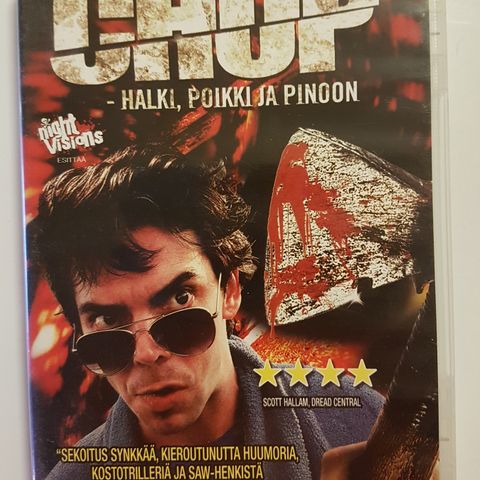 CHOP
- HALKI, POIKKI JA PINOON
night
Visions
ESITTÄÄ
SCOTT HALLAM, DREAD CENTRAL
"SEKOITUS SYNKKÄÄ, KIEROUTUNUTTA HUUMORIA,
KOSTOTRILLERIÄ JA SAW-HENKISTÄ